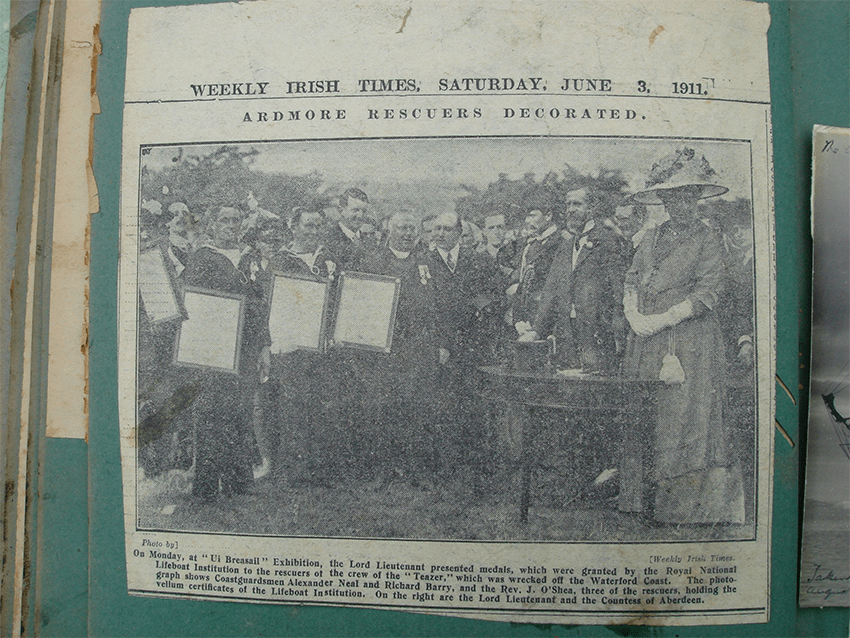 WEEKLY IRISH TIMES, SATURDAY, JUNE 3, 1911.
ARDMORE RESCUERS DECORATED.
Photo by]
[Weekly Irish Times.
On Monday, at "Ui Breasail" Exhibition, the Lord Lieutenant presented medals, which were granted by the Royal National
Lifeboat Institution to the rescuers of the crew of the "Teazer," which was wrecked off the Waterford Coast. The photo-
graph shows Coastguardsmen Alexander Neal and Richard Barry, and the Rev. J. O'Shea, three of the rescuers, holding the
vellum certificates of the Lifeboat Institution. On the right are the Lord Lieutenant and the Countess of Aberdeen.